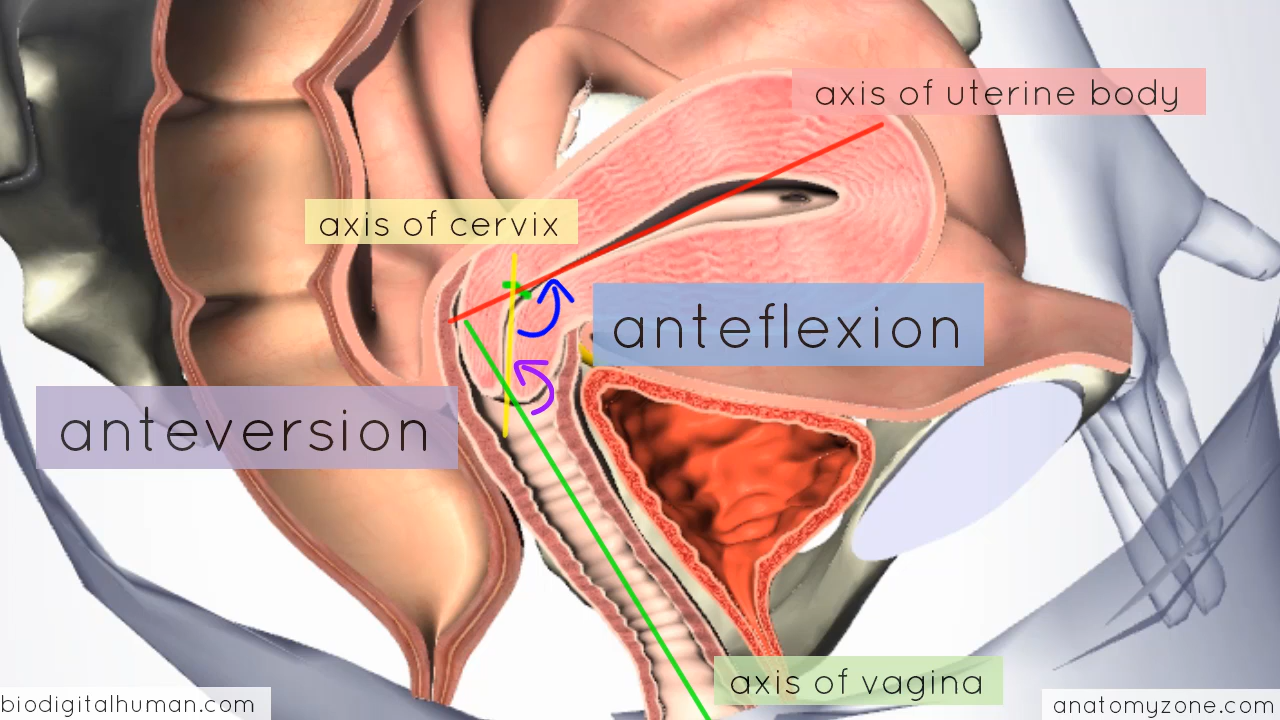 axis of uterine body
axis of cervix
anteflexion
anteversion
axis of vagina
biodigitalhuman.com
anatomyzone.com